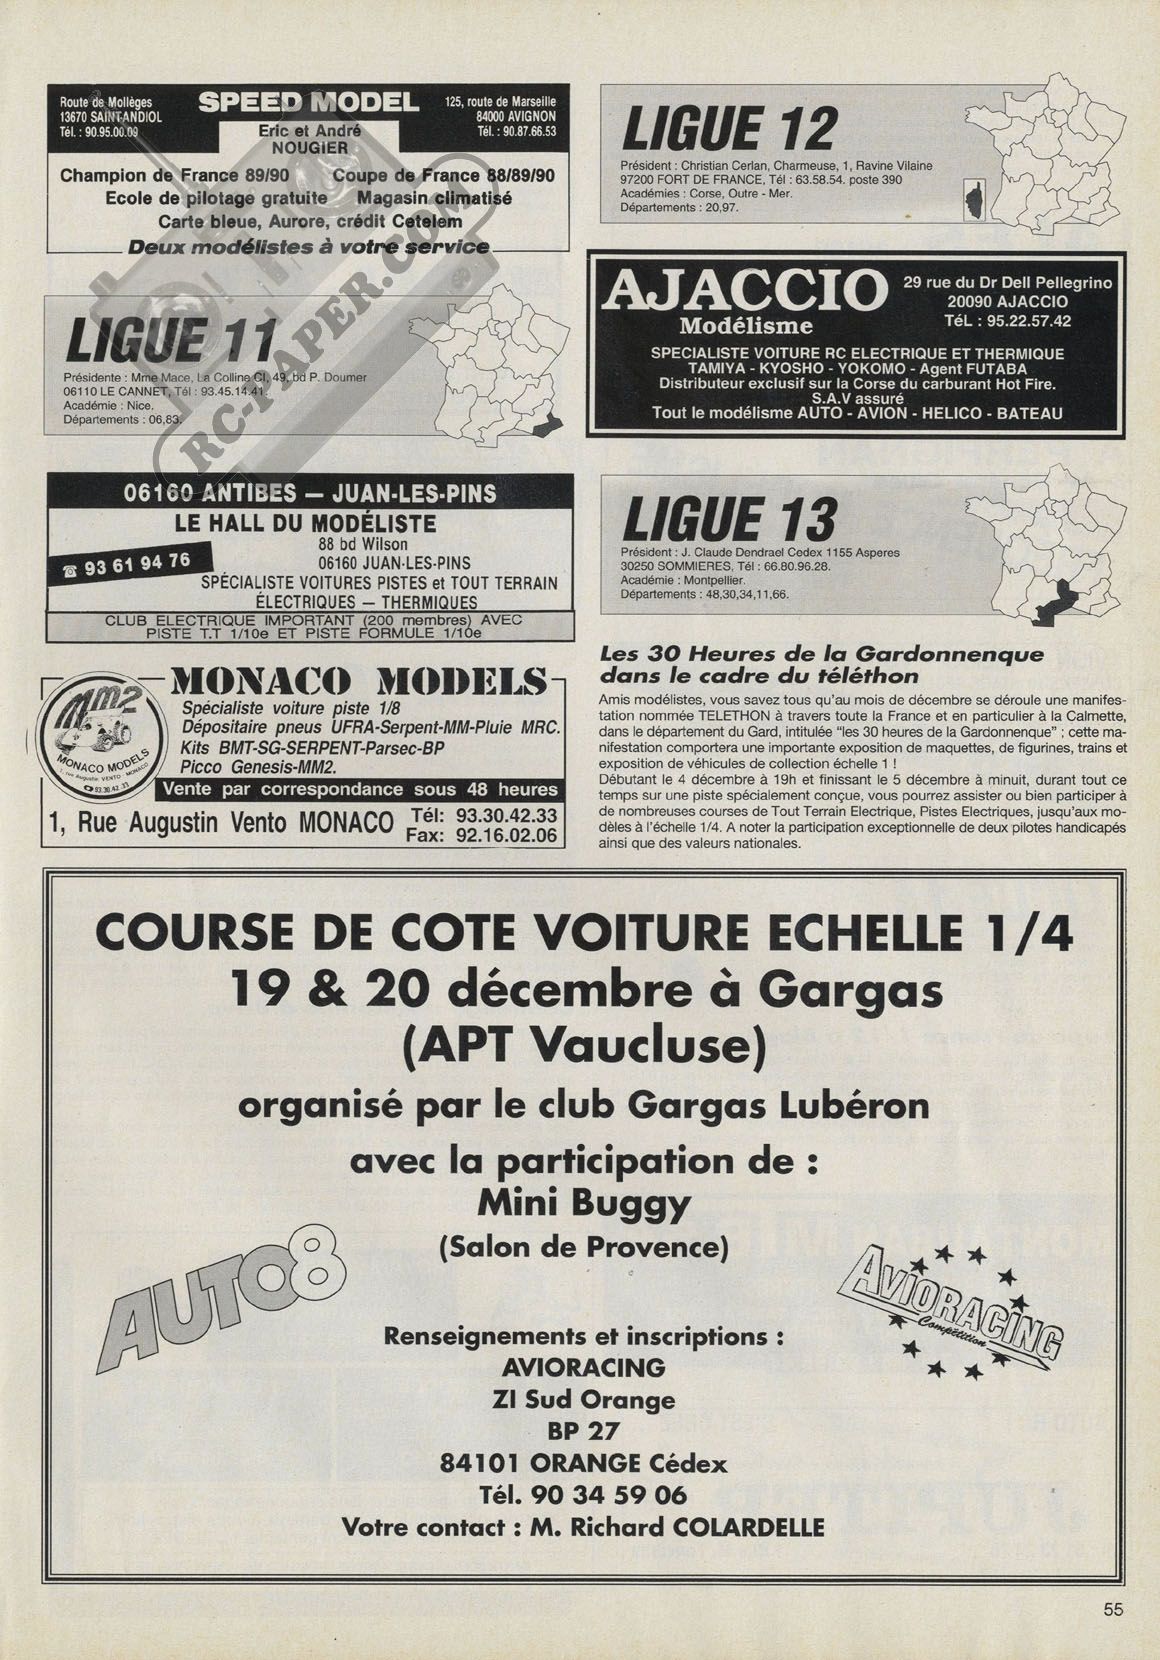 Route de Mollèges
13670 SAINT-ANDIOL
Tél. : 90.95.00.09
SPEED MODEL
Eric et André
NOUGIER
125, route de Marseille
84000 AVIGNON
Tél. : 90.87.66.53
Champion de France 89/90 Coupe de France 88/89/90
Ecole de pilotage gratuite Magasin climatisé
Carte bleue, Aurore, crédit Cetelem
Deux modélistes à votre service
RC-PAPER.COM
LIGUE 11
Présidente : Mme Mace, La Colline CI, 49, bd P. Doumer
06110 LE CANNET, Tél : 93.45.14.41.
Académie : Nice.
Départements : 06,83.
06160 ANTIBES — JUAN-LES-PINS
LE HALL DU MODÉLISTE
88 bd Wilson
☎ 93 61 94 76
06160 JUAN-LES-PINS
SPÉCIALISTE VOITURES PISTES et TOUT TERRAIN
ÉLECTRIQUES — THERMIQUES
CLUB ELECTRIQUE IMPORTANT (200 membres) AVEC
PISTE T.T 1/10e ET PISTE FORMULE 1/10e
MM2
MONACO MODELS
1, rue Augustin VENTO - MONACO
93.30.42.33
MONACO MODELS
Spécialiste voiture piste 1/8
Dépositaire pneus UFRA-Serpent-MM-Pluie MRC.
Kits BMT-SG-SERPENT-Parsec-BP
Picco Genesis-MM2.
Vente par correspondance sous 48 heures
1, Rue Augustin Vento MONACO
Tél: 93.30.42.33
Fax: 92.16.02.06
LIGUE 12
Président : Christian Cerlan, Charmeuse, 1, Ravine Vilaine
97200 FORT DE FRANCE, Tél : 63.58.54. poste 390
Académies : Corse, Outre - Mer.
Départements : 20,97.
AJACCIO
Modélisme
29 rue du Dr Dell Pellegrino
20090 AJACCIO
TéL : 95.22.57.42
SPECIALISTE VOITURE RC ELECTRIQUE ET THERMIQUE
TAMIYA - KYOSHO - YOKOMO - Agent FUTABA
Distributeur exclusif sur la Corse du carburant Hot Fire.
S.A.V assuré
Tout le modélisme AUTO - AVION - HELICO - BATEAU
LIGUE 13
Président : J. Claude Dendrael Cedex 1155 Asperes
30250 SOMMIERES, Tél : 66.80.96.28.
Académie : Montpellier.
Départements : 48,30,34,11,66.
Les 30 Heures de la Gardonnenque
dans le cadre du téléthon
Amis modélistes, vous savez tous qu'au mois de décembre se déroule une manifes-
tation nommée TELETHON à travers toute la France et en particulier à la Calmette,
dans le département du Gard, intitulée "les 30 heures de la Gardonnenque" ; cette ma-
nifestation comportera une importante exposition de maquettes, de figurines, trains et
exposition de véhicules de collection échelle 1 !
Débutant le 4 décembre à 19h et finissant le 5 décembre à minuit, durant tout ce
temps sur une piste spécialement conçue, vous pourrez assister ou bien participer à
de nombreuses courses de Tout Terrain Electrique, Pistes Electriques, jusqu'aux mo-
dèles à l'échelle 1/4. A noter la participation exceptionnelle de deux pilotes handicapés
ainsi que des valeurs nationales.
COURSE DE COTE VOITURE ECHELLE 1/4
19 & 20 décembre à Gargas
(APT Vaucluse)
organisé par le club Gargas Lubéron
avec la participation de :
Mini Buggy
(Salon de Provence)
AUTO8
AVIORACING
Compétition
Renseignements et inscriptions :
AVIORACING
ZI Sud Orange
BP 27
84101 ORANGE Cédex
Tél. 90 34 59 06
Votre contact : M. Richard COLARDELLE
55